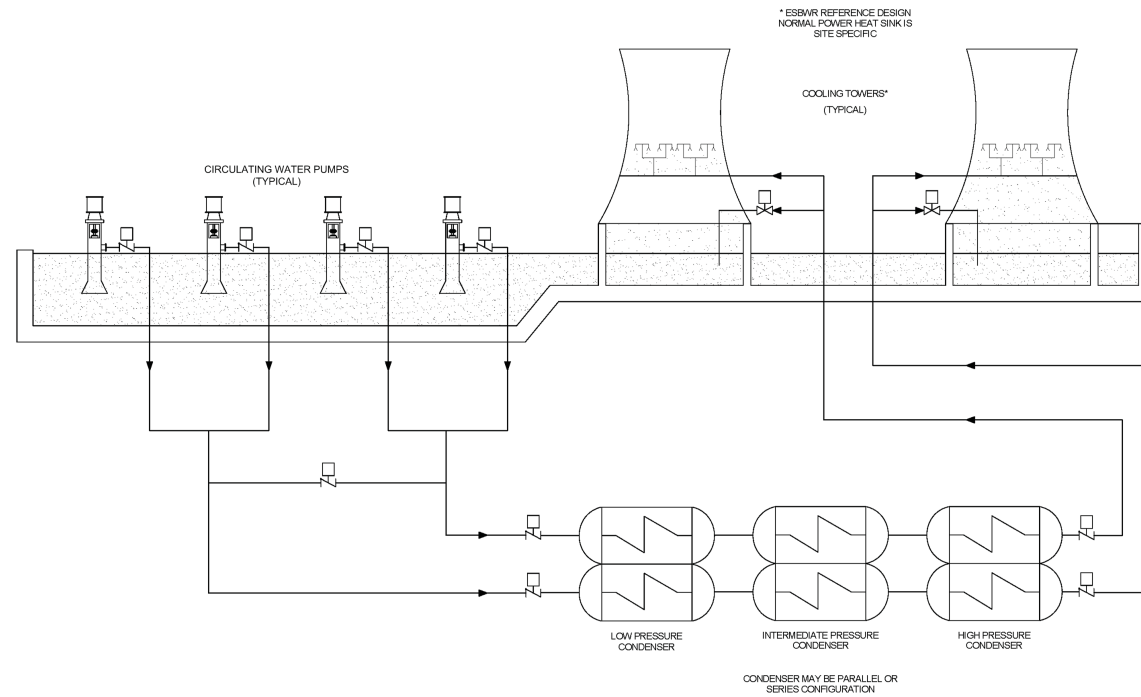 * ESBWR REFERENCE DESIGN
NORMAL POWER HEAT SINK IS
SITE SPECIFIC
COOLING TOWERS*
(TYPICAL)
CIRCULATING WATER PUMPS
(TYPICAL)
LOW PRESSURE
CONDENSER
INTERMEDIATE PRESSURE
CONDENSER
HIGH PRESSURE
CONDENSER
CONDENSER MAY BE PARALLEL OR
SERIES CONFIGURATION